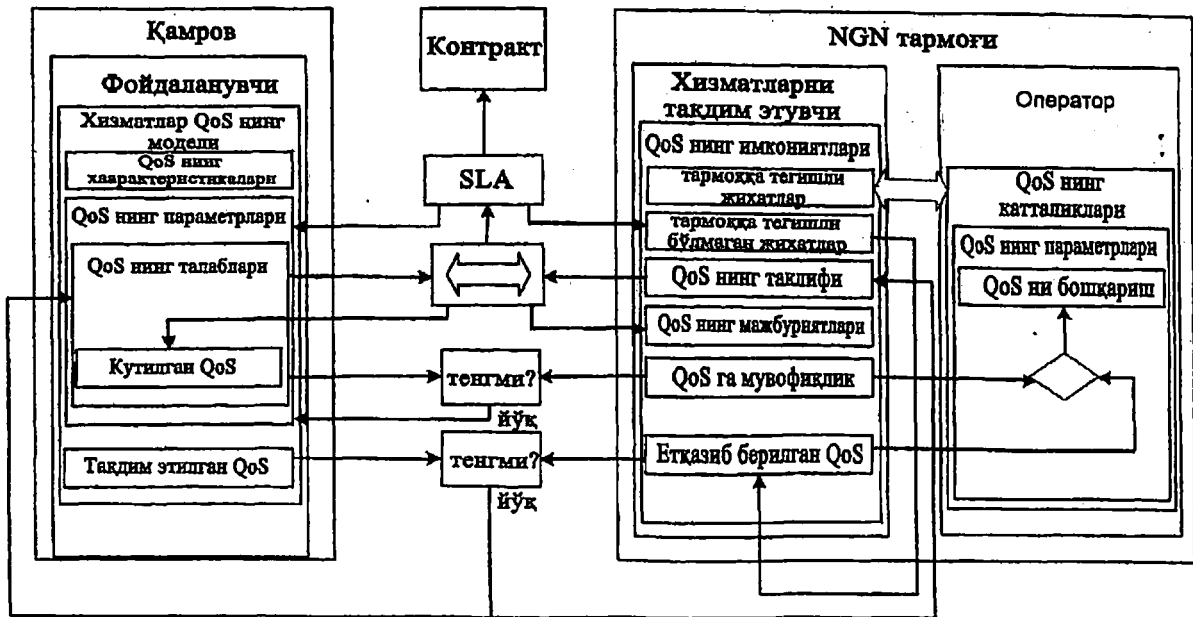 Қамров
Фойдаланувчи
Хизматлар QoS нинг
модели
QoS нинг
хаарактеристикалари
QoS нинг параметрлари
QoS нинг талаблари
Кутилган QoS
Тақдим этилган QoS
Контракт
SLA
тенгми?
йўқ
тенгми?
йўқ
NGN тармоғи
Хизматларни
тақдим этувчи
QoS нинг имкониятлари
тармоққа тегишли
жихатлар
тармоққа тегишли
бўлмаган жихатлар
QoS нинг таклифи
QoS нинг мажбуриятлари
QoS га мувофиқлик
Етқазиб берилган QoS
Оператор
QoS нинг
катталиклари
QoS нинг параметрлари
QoS ни бошқариш